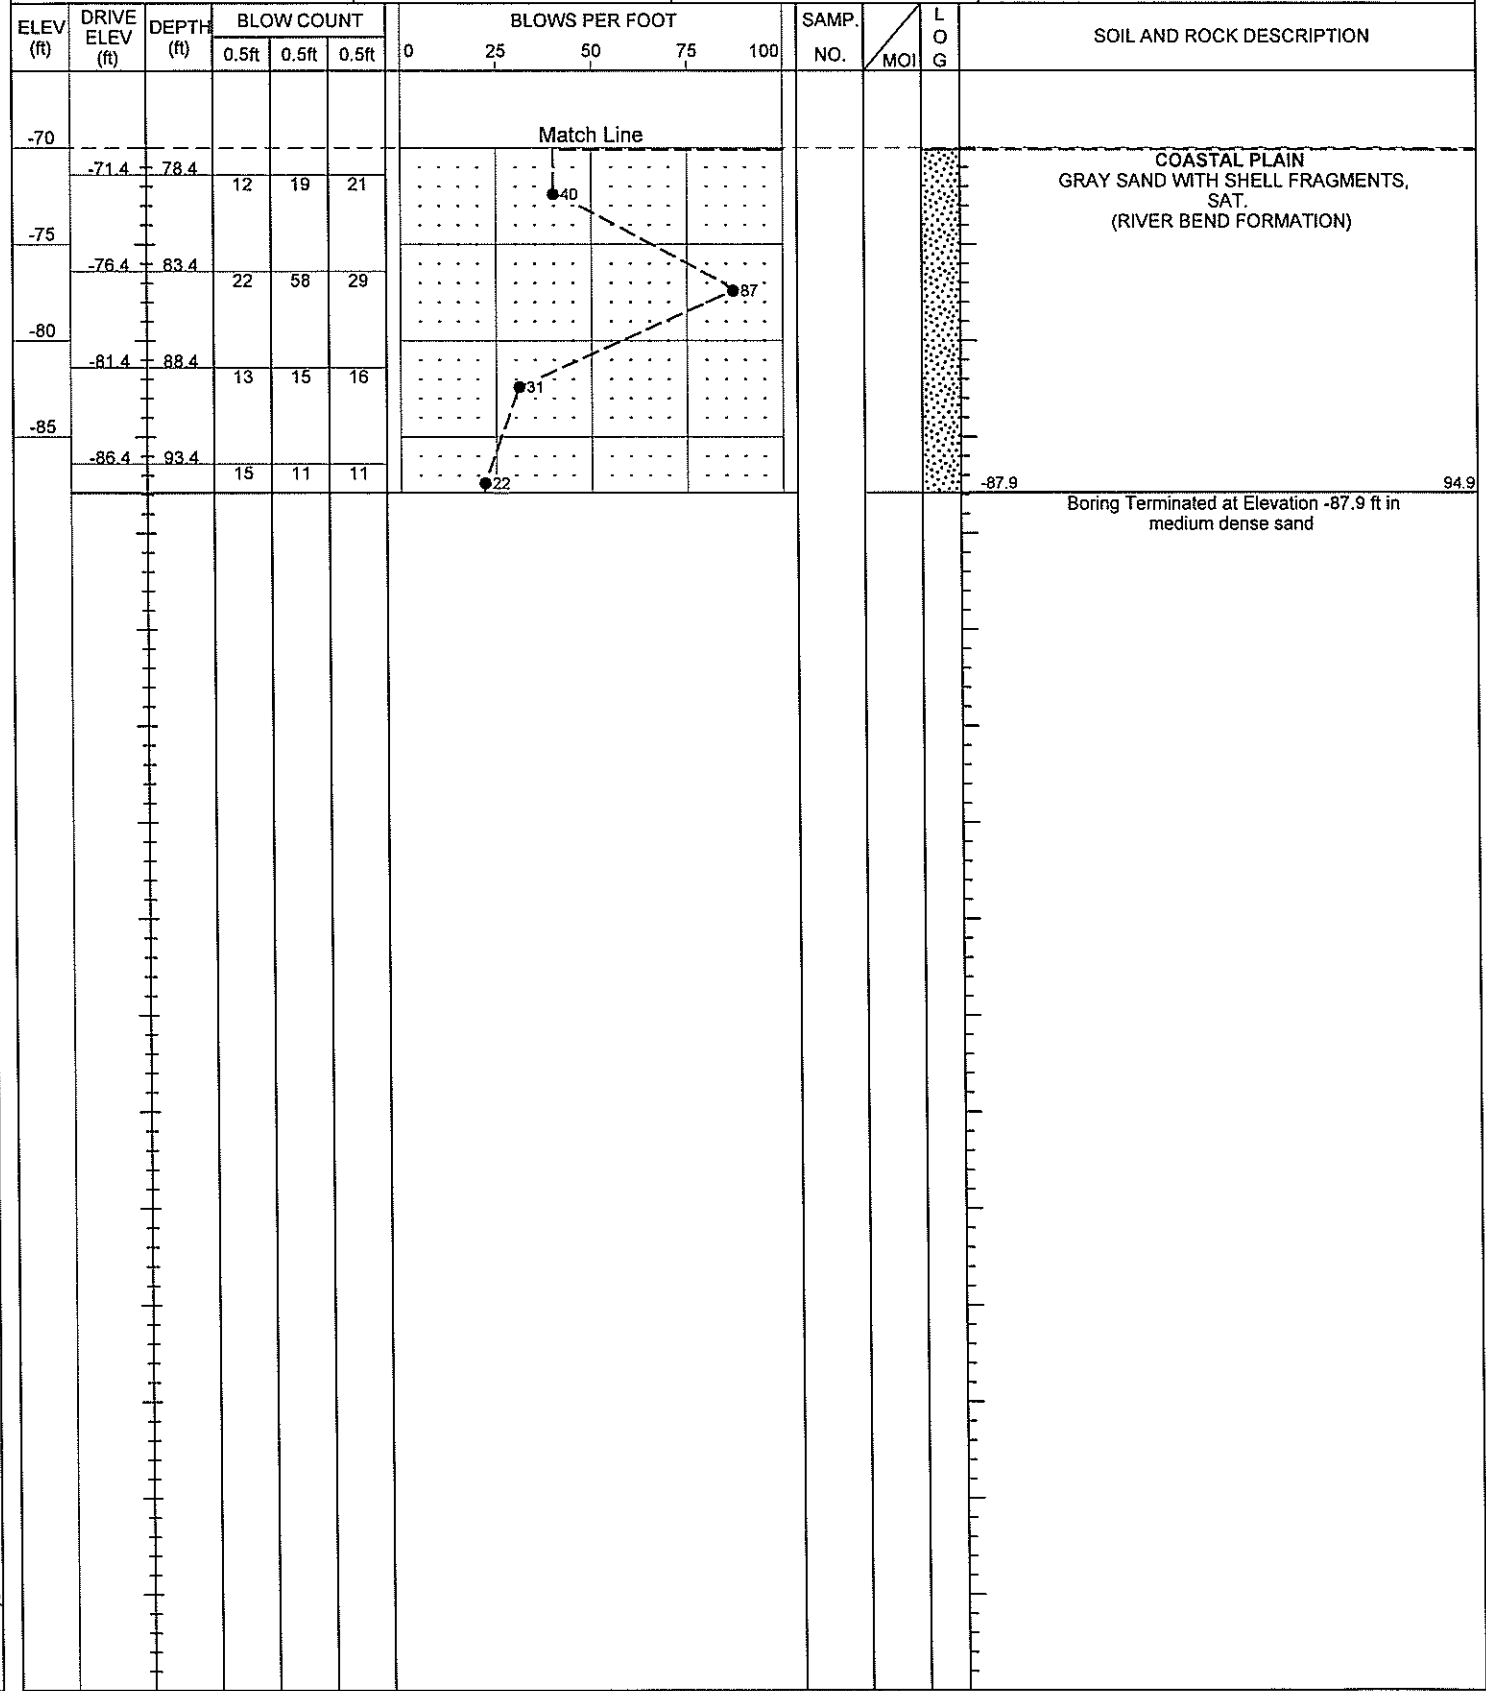 ELEV (ft) DRIVE ELEV (ft) DEPTH (ft) BLOW COUNT BLOWS PER FOOT SAMP. NO. MOI LOG SOIL AND ROCK DESCRIPTION
0.5ft 0.5ft 0.5ft 0 25 50 75 100
Match Line
-70
-71.4 78.4 12 19 21 40
COASTAL PLAIN
GRAY SAND WITH SHELL FRAGMENTS,
SAT.
(RIVER BEND FORMATION)
-75
-76.4 83.4 22 58 29 87
-80
-81.4 88.4 13 15 16 31
-85
-86.4 93.4 15 11 11 22
-87.9 94.9
Boring Terminated at Elevation -87.9 ft in
medium dense sand